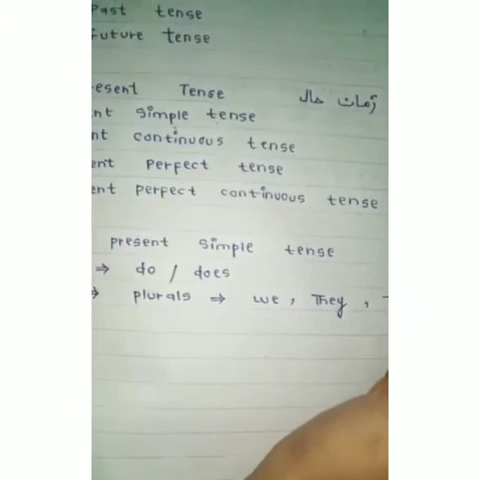 Past tense
Future tense
esent Tense زمان حال
nt simple tense
nt continuous tense
ent perfect tense
ent perfect continuous tense
present simple tense
⇒ do / does
⇒ plurals ⇒ we, They,